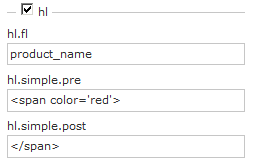 hl
hl.fl
product_name
hl.simple.pre
<span color='red'>
hl.simple.post
</span>